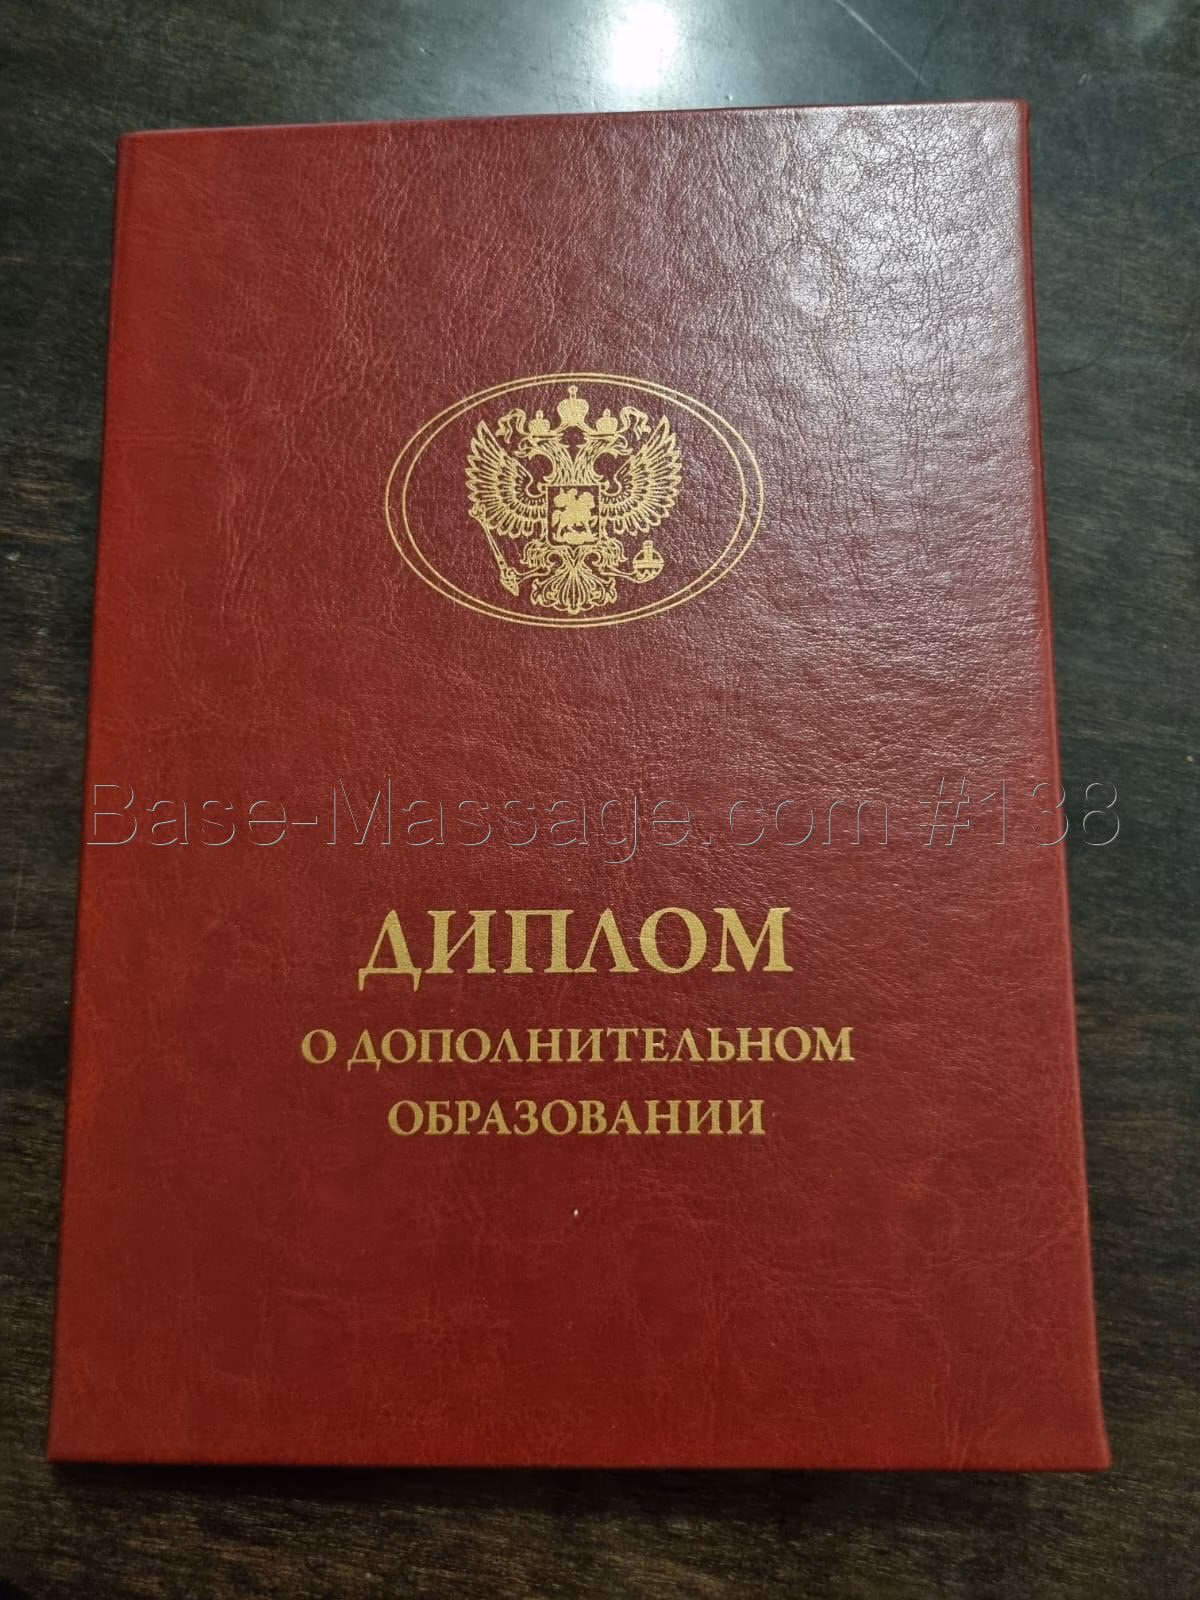 Base-Massage.com #138
ДИПЛОМ
О ДОПОЛНИТЕЛЬНОМ
ОБРАЗОВАНИИ